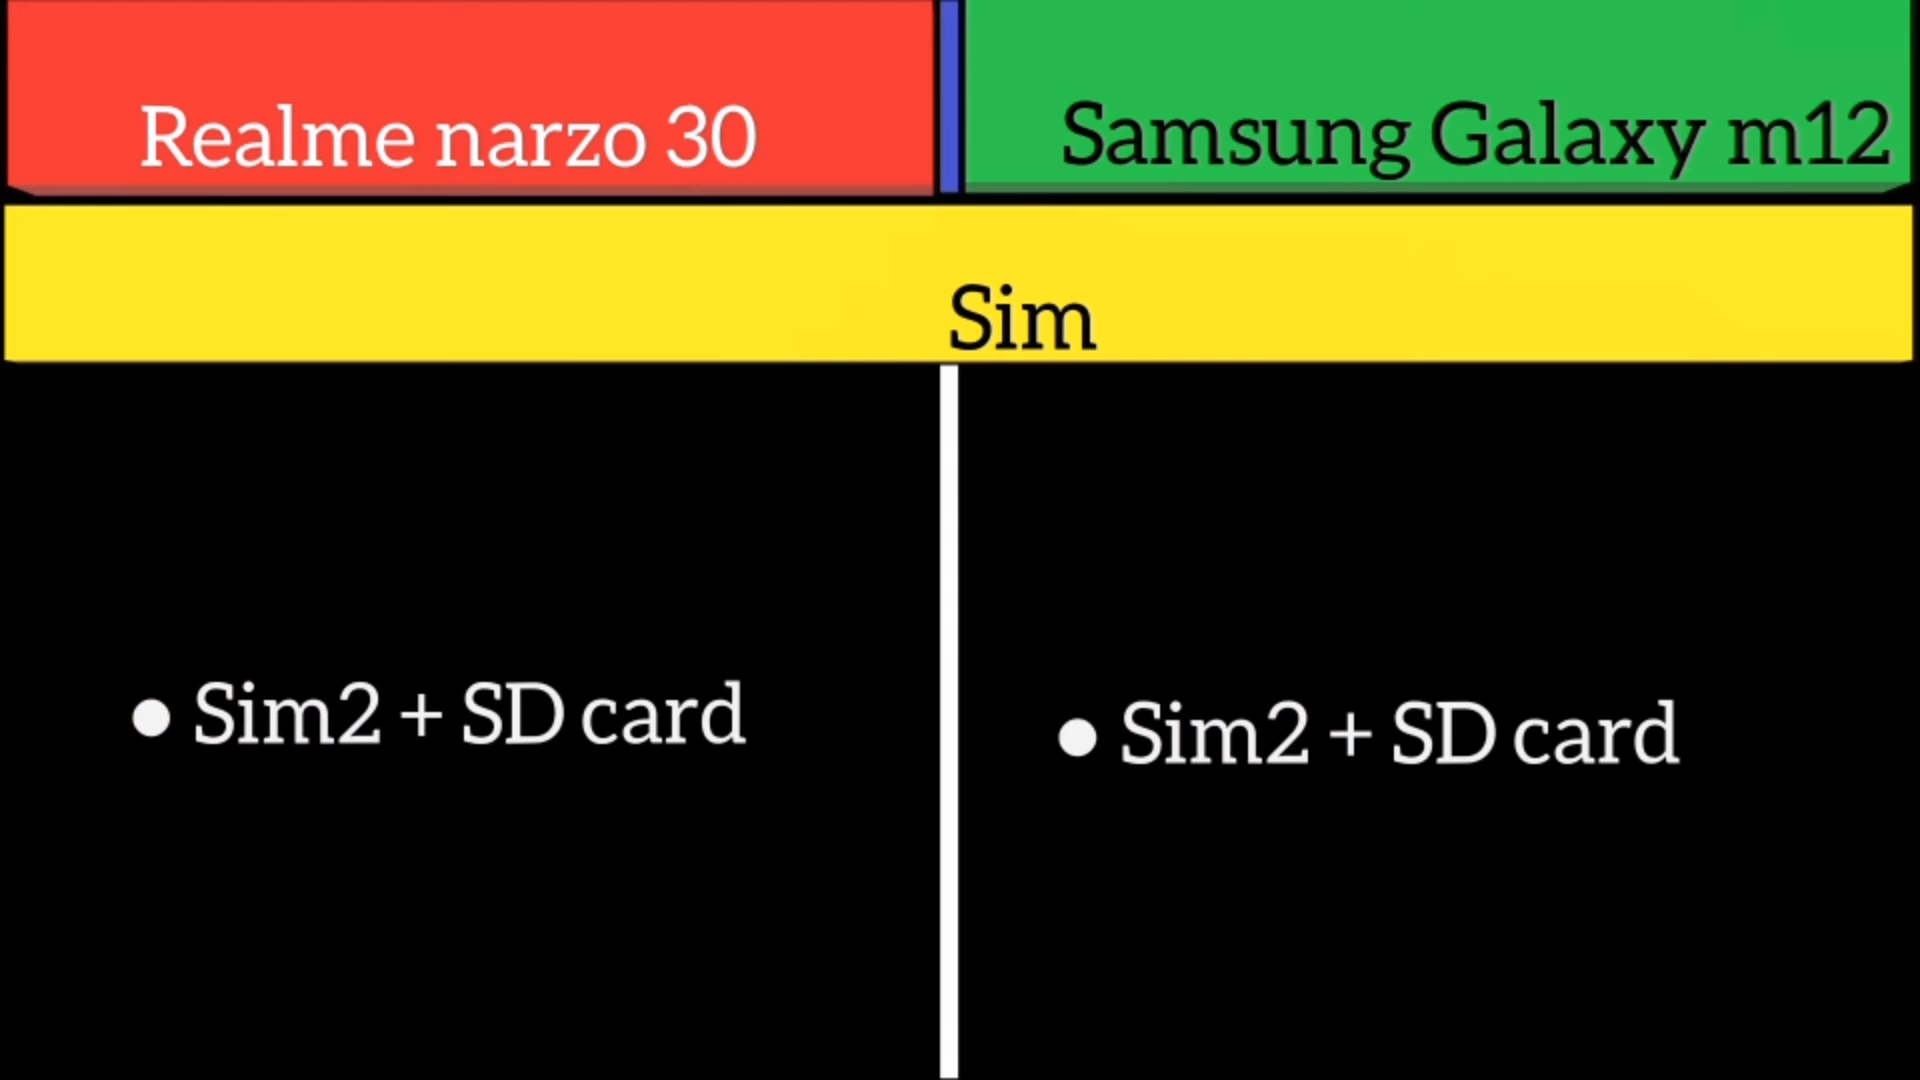 Realme narzo 30
Samsung Galaxy m12
Sim
• Sim2 + SD card
• Sim2 + SD card